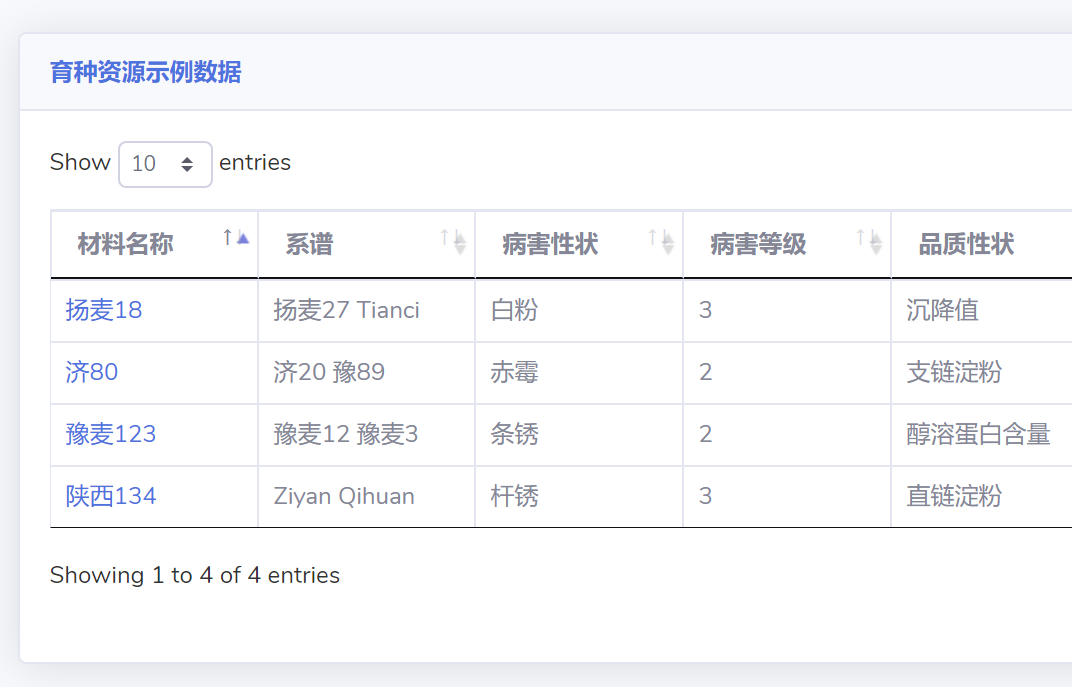 育种资源示例数据
Show 10 entries
材料名称 系谱 病害性状 病害等级 品质性状
扬麦18 扬麦27 Tianci 白粉 3 沉降值
济80 济20 豫89 赤霉 2 支链淀粉
豫麦123 豫麦12 豫麦3 条锈 2 醇溶蛋白含量
陕西134 Ziyan Qihuan 杆锈 3 直链淀粉
Showing 1 to 4 of 4 entries